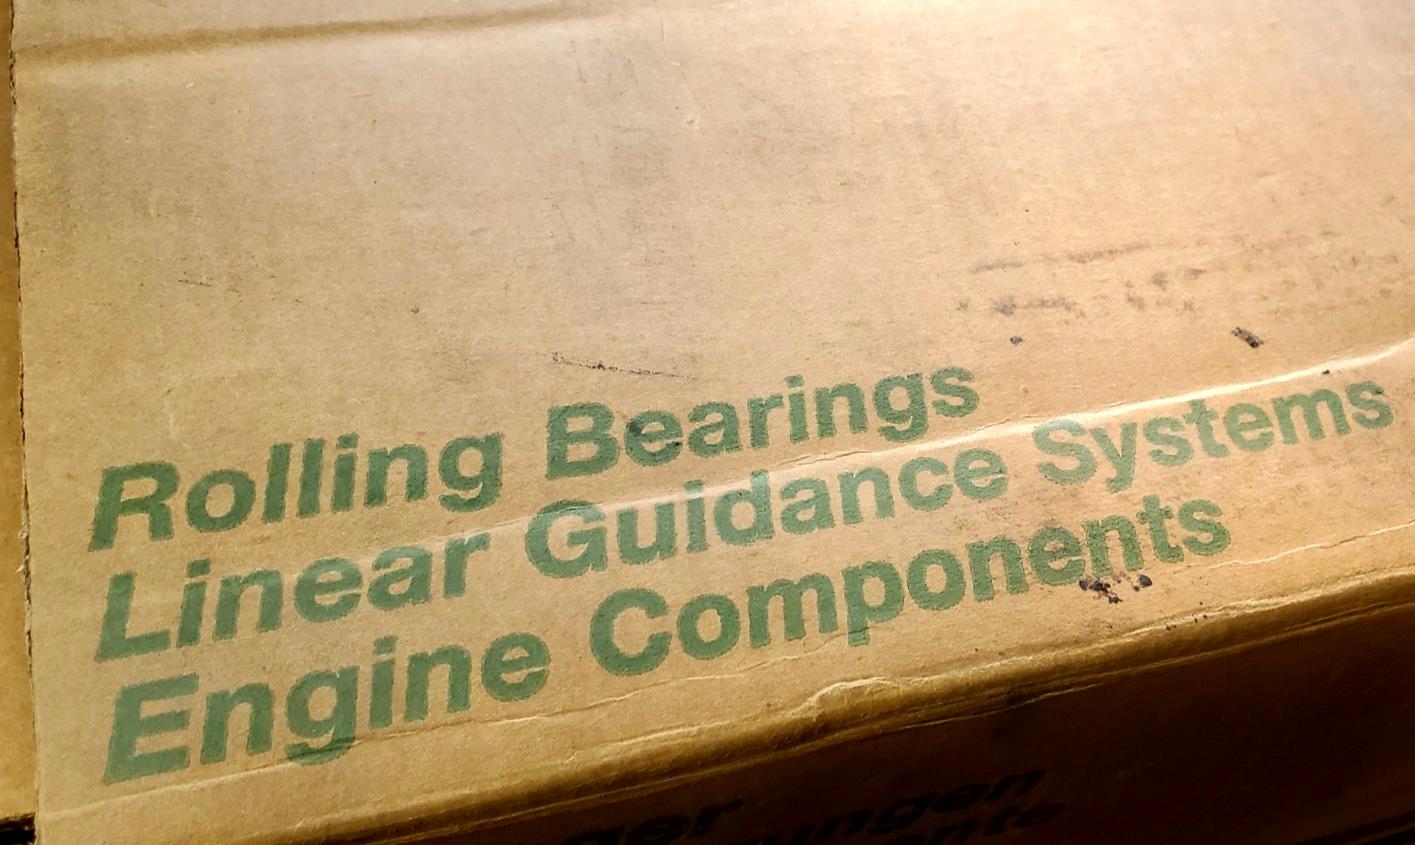 Rolling Bearings
Linear Guidance Systems
Engine Components